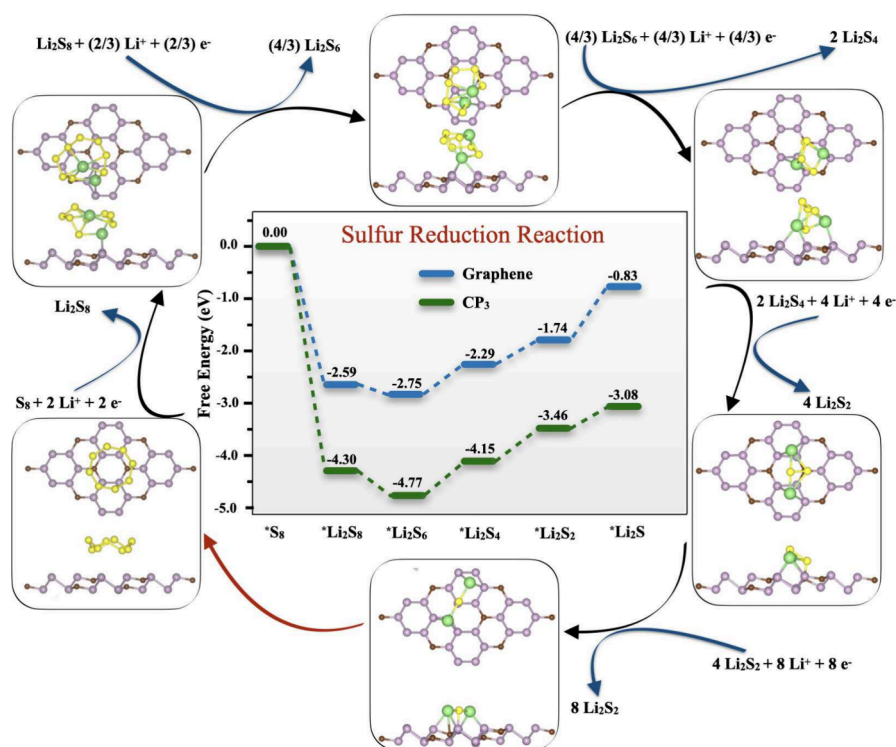 Li₂S₈ + (2/3) Li⁺ + (2/3) e⁻
(4/3) Li₂S₆
(4/3) Li₂S₆ + (4/3) Li⁺ + (4/3) e⁻
2 Li₂S₄
Sulfur Reduction Reaction
Graphene
CP₃
Free Energy (eV)
0.0
-1.0
-2.0
-3.0
-4.0
-5.0
0.00
−2.59
−2.75
−2.29
−1.74
−0.83
−4.30
−4.77
−4.15
−3.46
−3.08
*S₈
*Li₂S₈
*Li₂S₆
*Li₂S₄
*Li₂S₂
*Li₂S
Li₂S₈
S₈ + 2 Li⁺ + 2 e⁻
2 Li₂S₄ + 4 Li⁺ + 4 e⁻
4 Li₂S₂
4 Li₂S₂ + 8 Li⁺ + 8 e⁻
8 Li₂S₂